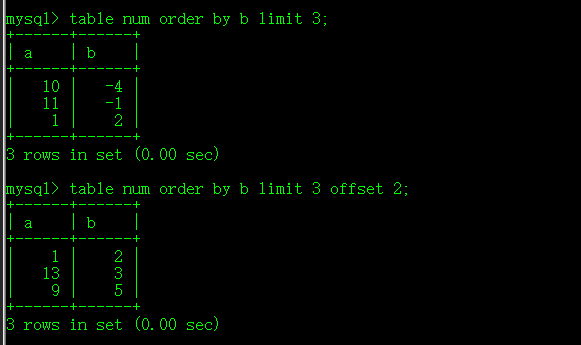 mysql> table num order by b limit 3;
+------+------+
| a    | b    |
+------+------+
|   10 |   -4 |
|   11 |   -1 |
|    1 |    2 |
+------+------+
3 rows in set (0.00 sec)
mysql> table num order by b limit 3 offset 2;
+------+------+
| a    | b    |
+------+------+
|    1 |    2 |
|   13 |    3 |
|    9 |    5 |
+------+------+
3 rows in set (0.00 sec)